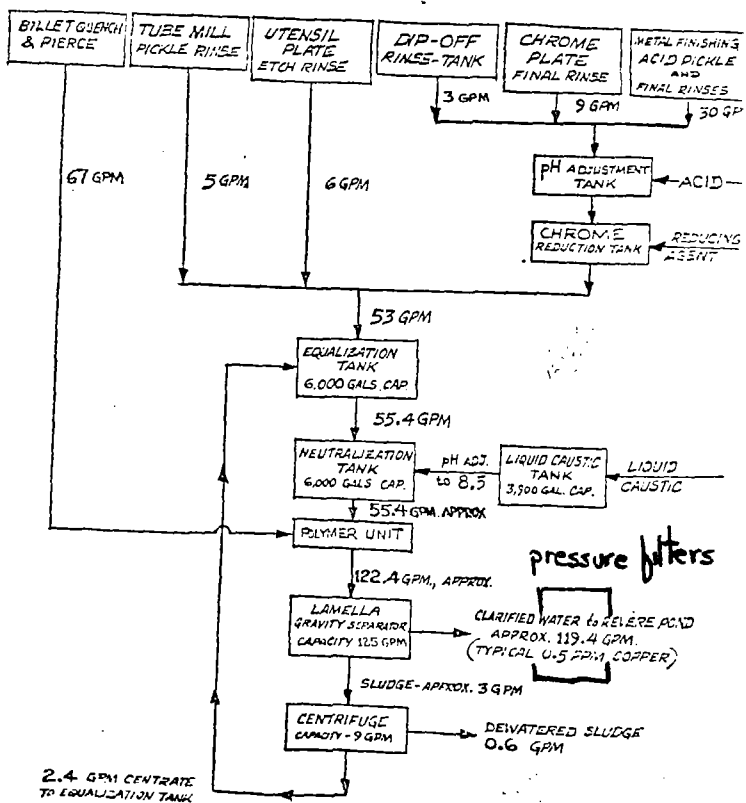 BILLET QUENCH
& PIERCE
TUBE MILL
PICKLE RINSE
UTENSIL
PLATE
ETCH RINSE
DIP-OFF
RINSE-TANK
CHROME
PLATE
FINAL RINSE
METAL FINISHING
ACID PICKLE
AND
FINAL RINSES
3 GPM
9 GPM
30 GP
67 GPM
5 GPM
6 GPM
pH ADJUSTMENT
TANK
ACID
CHROME
REDUCTION TANK
REDUCING
AGENT
53 GPM
EQUALIZATION
TANK
6,000 GALS. CAP.
55.4 GPM
NEUTRALIZATION
TANK
6,000 GALS CAP.
pH ADJ.
to 8.5
LIQUID CAUSTIC
TANK
3,900 GAL. CAP.
LIQUID
CAUSTIC
55.4 GPM. APPROX
POLYMER UNIT
pressure filters
122.4 GPM., APPROX.
LAMELLA
GRAVITY SEPARATOR
CAPACITY 125 GPM
CLARIFIED WATER to REVERE POND
APPROX. 119.4 GPM.
(TYPICAL 0.5 PPM COPPER)
SLUDGE-APPROX. 3 GPM
CENTRIFUGE
CAPACITY-9 GPM
DEWATERED SLUDGE
0.6 GPM
2.4 GPM CENTRATE
TO EQUALIZATION TANK